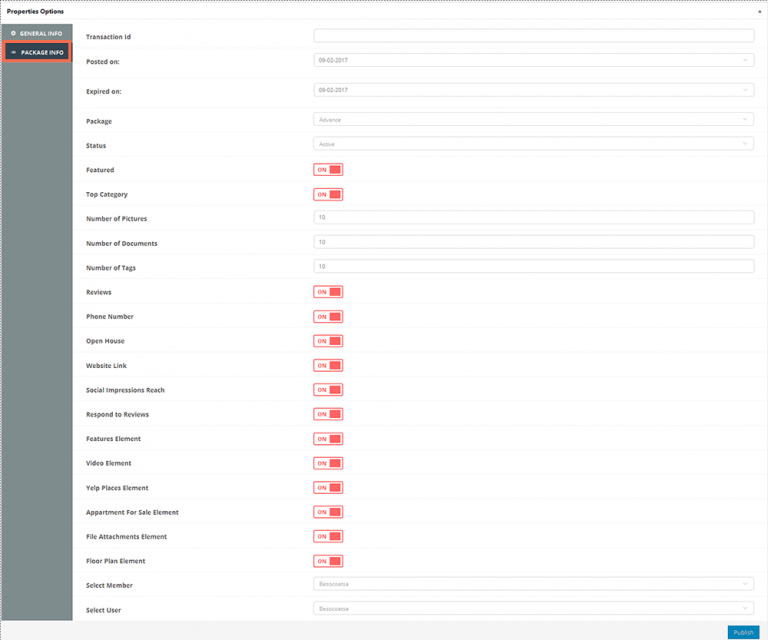 Properties Options
GENERAL INFO
PACKAGE INFO
Transaction Id
Posted on: 09-02-2017
Expired on: 09-02-2017
Package Advance
Status Active
Featured ON
Top Category ON
Number of Pictures 10
Number of Documents 10
Number of Tags 10
Reviews ON
Phone Number ON
Open House ON
Website Link ON
Social Impressions Reach ON
Respond to Reviews ON
Features Element ON
Video Element ON
Yelp Places Element ON
Appartment For Sale Element ON
File Attachments Element ON
Floor Plan Element ON
Select Member
Select User
Publish